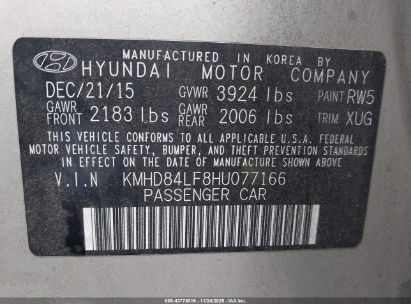 MANUFACTURED IN KOREA BY
HYUNDAI MOTOR COMPANY
DEC/21/15 GVWR 3924 lbs PAINT RW5
GAWR FRONT 2183 lbs GAWR REAR 2006 lbs TRIM XUG
THIS VEHICLE CONFORMS TO ALL APPLICABLE U.S.A. FEDERAL
MOTOR VEHICLE SAFETY, BUMPER, AND THEFT PREVENTION
STANDARDS IN EFFECT ON THE DATE OF MANUFACTURE
SHOWN ABOVE.
V.I.N KMHD84LF8HU077166
PASSENGER CAR